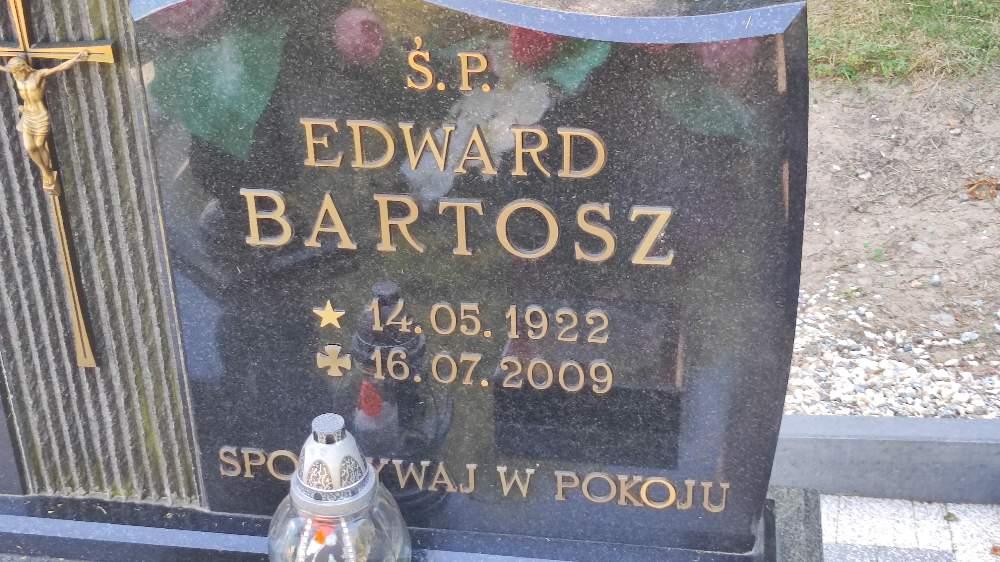 Ś.P.
EDWARD
BARTOSZ
14.05.1922
16.07.2009
W POKOJU